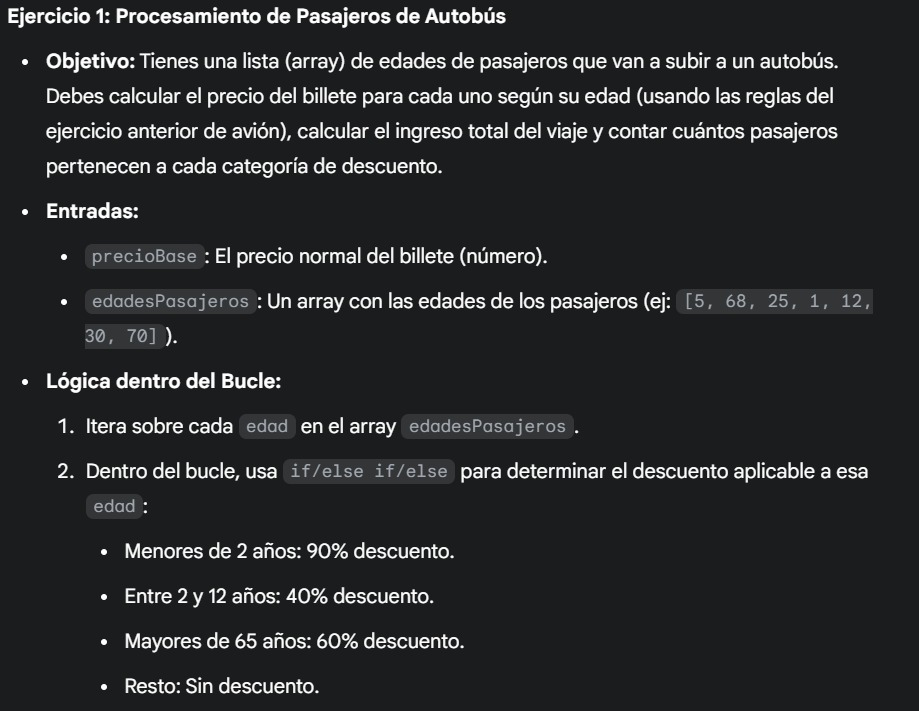 Ejercicio 1: Procesamiento de Pasajeros de Autobús
• Objetivo: Tienes una lista (array) de edades de pasajeros que van a subir a un autobús.
Debes calcular el precio del billete para cada uno según su edad (usando las reglas del
ejercicio anterior de avión), calcular el ingreso total del viaje y contar cuántos pasajeros
pertenecen a cada categoría de descuento.
• Entradas:
• precioBase: El precio normal del billete (número).
• edadesPasajeros: Un array con las edades de los pasajeros (ej: [5, 68, 25, 1, 12,
30, 70]).
• Lógica dentro del Bucle:
1. Itera sobre cada edad en el array edadesPasajeros.
2. Dentro del bucle, usa if/else if/else para determinar el descuento aplicable a esa
edad:
• Menores de 2 años: 90% descuento.
• Entre 2 y 12 años: 40% descuento.
• Mayores de 65 años: 60% descuento.
• Resto: Sin descuento.